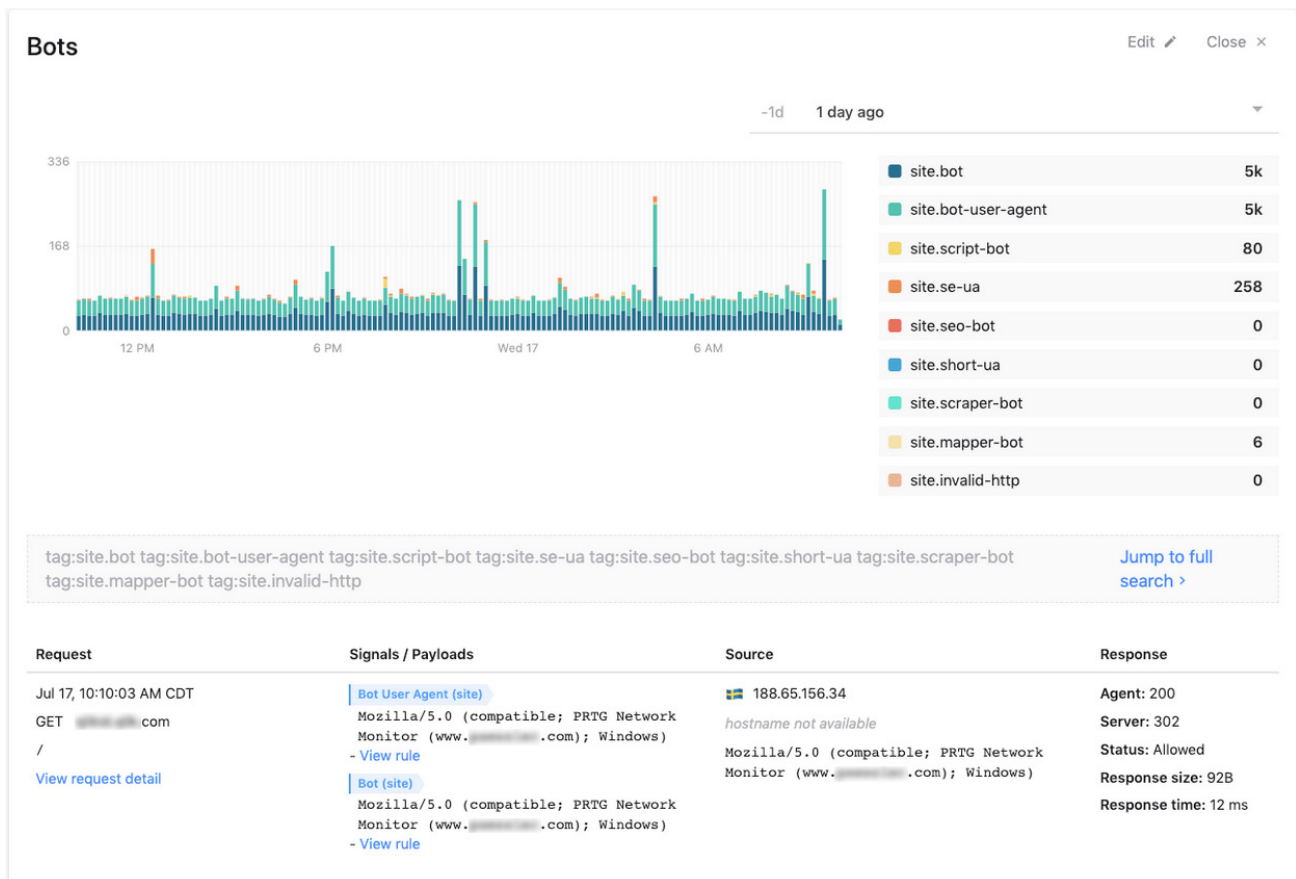 Bots
Edit
Close ×
-1d 1 day ago
336
168
0
12 PM
6 PM
Wed 17
6 AM
site.bot 5k
site.bot-user-agent 5k
site.script-bot 80
site.se-ua 258
site.seo-bot 0
site.short-ua 0
site.scraper-bot 0
site.mapper-bot 6
site.invalid-http 0
tag:site.bot tag:site.bot-user-agent tag:site.script-bot tag:site.se-ua tag:site.seo-bot tag:site.short-ua tag:site.scraper-bot
tag:site.mapper-bot tag:site.invalid-http
Jump to full
search >
Request
Jul 17, 10:10:03 AM CDT
GET .com
/
View request detail
Signals / Payloads
Bot User Agent (site)
Mozilla/5.0 (compatible; PRTG Network
Monitor (www. .com); Windows)
- View rule
Bot (site)
Mozilla/5.0 (compatible; PRTG Network
Monitor (www. .com); Windows)
- View rule
Source
188.65.156.34
hostname not available
Mozilla/5.0 (compatible; PRTG Network
Monitor (www. .com); Windows)
Response
Agent: 200
Server: 302
Status: Allowed
Response size: 92B
Response time: 12 ms